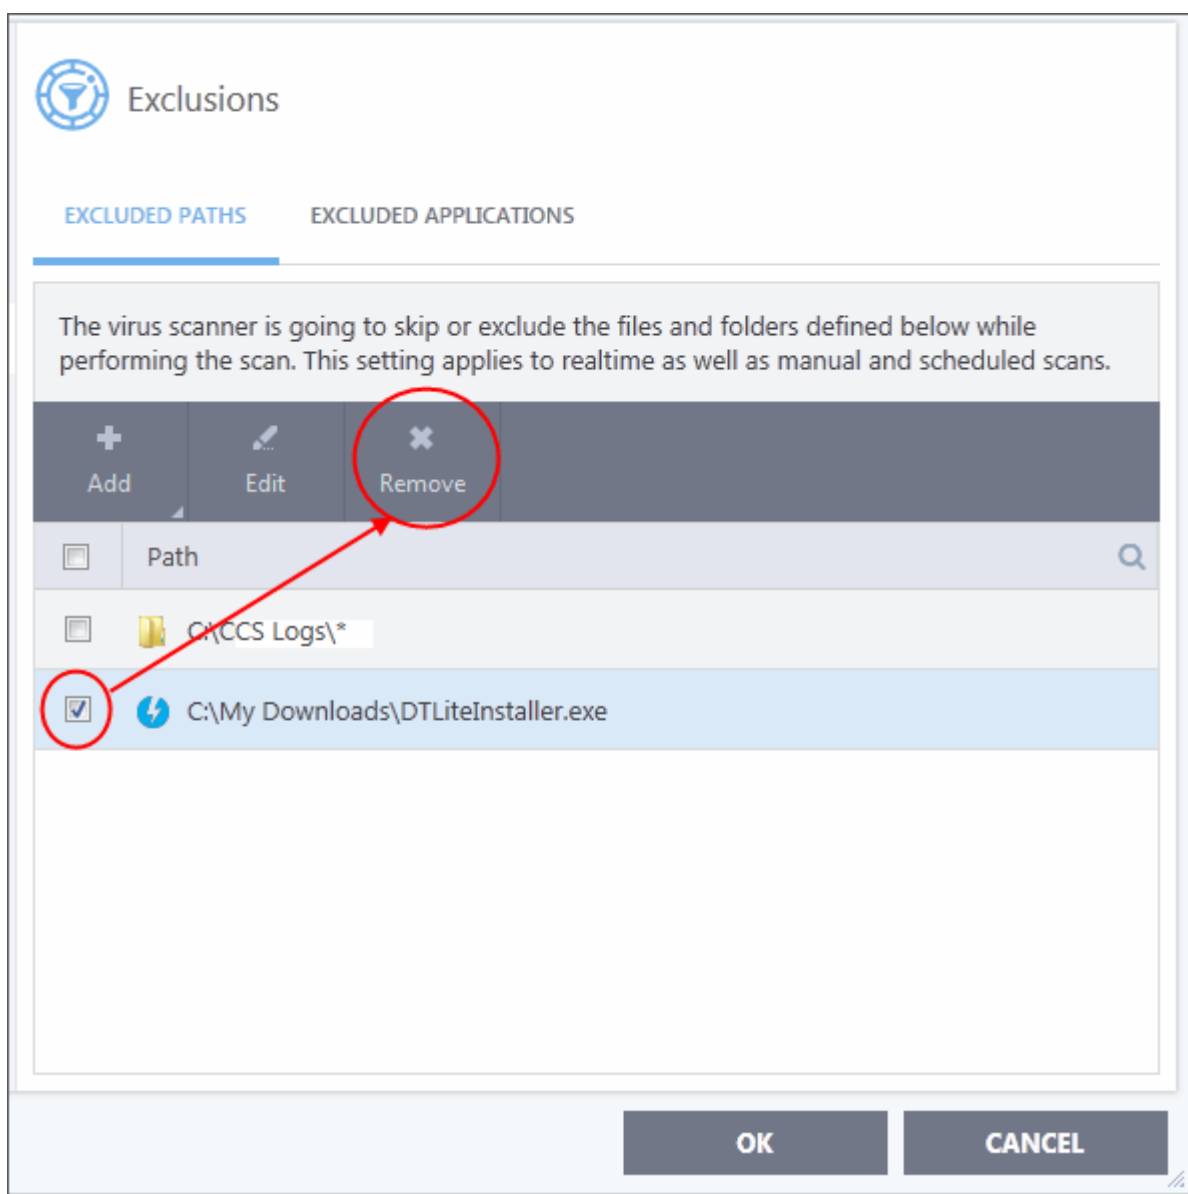 Exclusions
EXCLUDED PATHS EXCLUDED APPLICATIONS
The virus scanner is going to skip or exclude the files and folders defined below while
performing the scan. This setting applies to realtime as well as manual and scheduled scans.
Add Edit Remove
Path
C:\CCS Logs\*
C:\My Downloads\DTLiteInstaller.exe
OK CANCEL